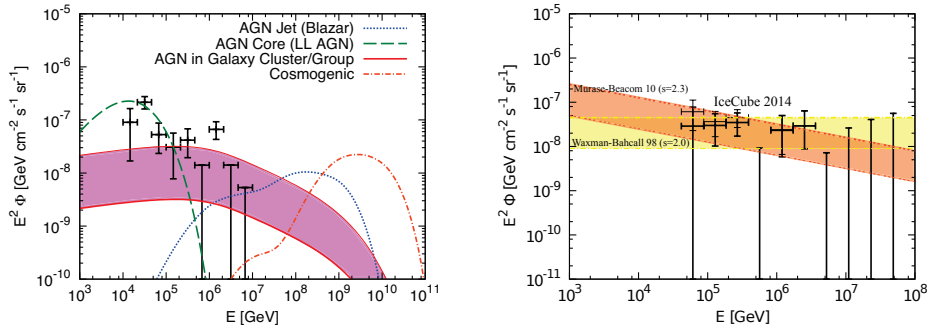 10^-5
10^-6
10^-7
10^-8
10^-9
10^-10
E^2 Φ [GeV cm^-2 s^-1 sr^-1]
AGN Jet (Blazar)
AGN Core (LL AGN)
AGN in Galaxy Cluster/Group
Cosmogenic
10^3 10^4 10^5 10^6 10^7 10^8 10^9 10^10 10^11
E [GeV]
10^-5
10^-6
10^-7
10^-8
10^-9
10^-10
10^-11
E^2 Φ [GeV cm^-2 s^-1 sr^-1]
Murase-Beacom 10 (s=2.3)
IceCube 2014
Waxman-Bahcall 98 (s=2.0)
10^3 10^4 10^5 10^6 10^7 10^8
E [GeV]